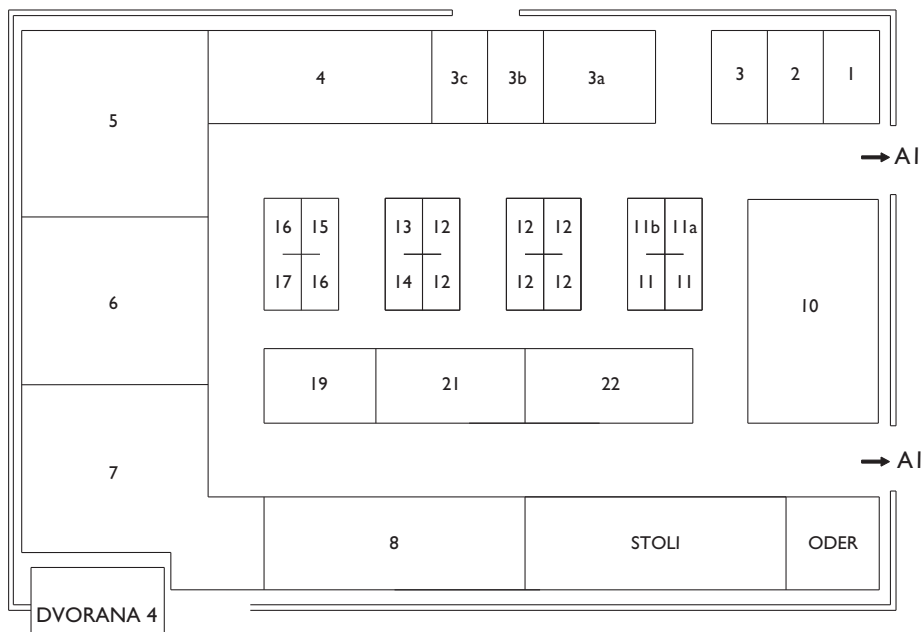 4 3c 3b 3a 3 2 1
5
A1
16 15 13 12 12 12 11b 11a
17 16 14 12 12 12 11 11
6 10
19 21 22
7 A1
8 STOLI ODER
DVORANA 4